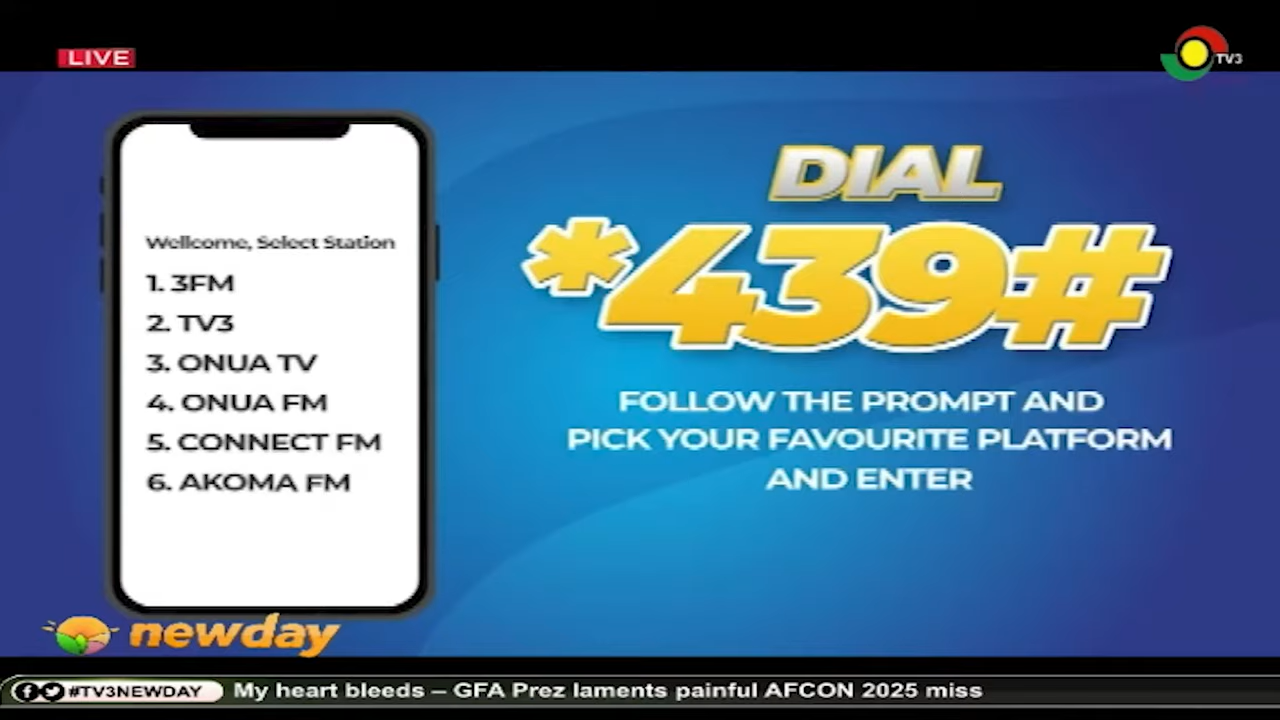 LIVE
TV3
DIAL
*439#
FOLLOW THE PROMPT AND
PICK YOUR FAVOURITE PLATFORM
AND ENTER
Wellcome, Select Station
1. 3FM
2. TV3
3. ONUA TV
4. ONUA FM
5. CONNECT FM
6. AKOMA FM
newday
#TV3NEWDAY My heart bleeds – GFA Prez laments painful AFCON 2025 miss